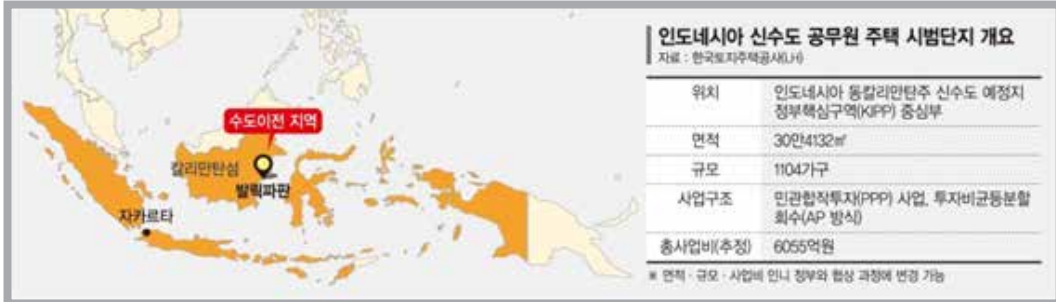 인도네시아 신수도 공무원 주택 시범단지 개요
자료 : 한국토지주택공사(LH)
수도이전 지역
칼리만탄섬
발릭파판
자카르타
위치
인도네시아 동칼리만탄주 신수도 예정지
정부핵심구역(KIPP) 중심부
면적
30만4132㎡
규모
1104가구
사업구조
민관합작투자(PPP) 사업, 투자비균등분할
회수(AP 방식)
총사업비(추정)
6055억원
※ 면적·규모·사업비 인니 정부와 협상 과정에 변경 가능